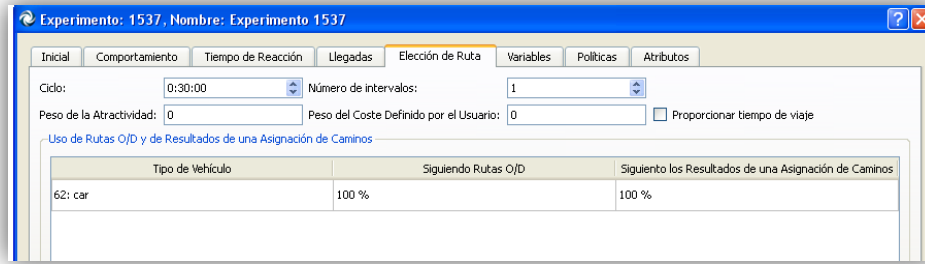 Experimento: 1537, Nombre: Experimento 1537
Inicial Comportamiento Tiempo de Reacción Llegadas Elección de Ruta Variables Políticas Atributos
Ciclo: 0:30:00 Número de intervalos: 1
Peso de la Atractividad: 0 Peso del Coste Definido por el Usuario: 0 Proporcionar tiempo de viaje
Uso de Rutas O/D y de Resultados de una Asignación de Caminos
Tipo de Vehículo Siguiendo Rutas O/D Siguiento los Resultados de una Asignación de Caminos
62: car 100 % 100 %